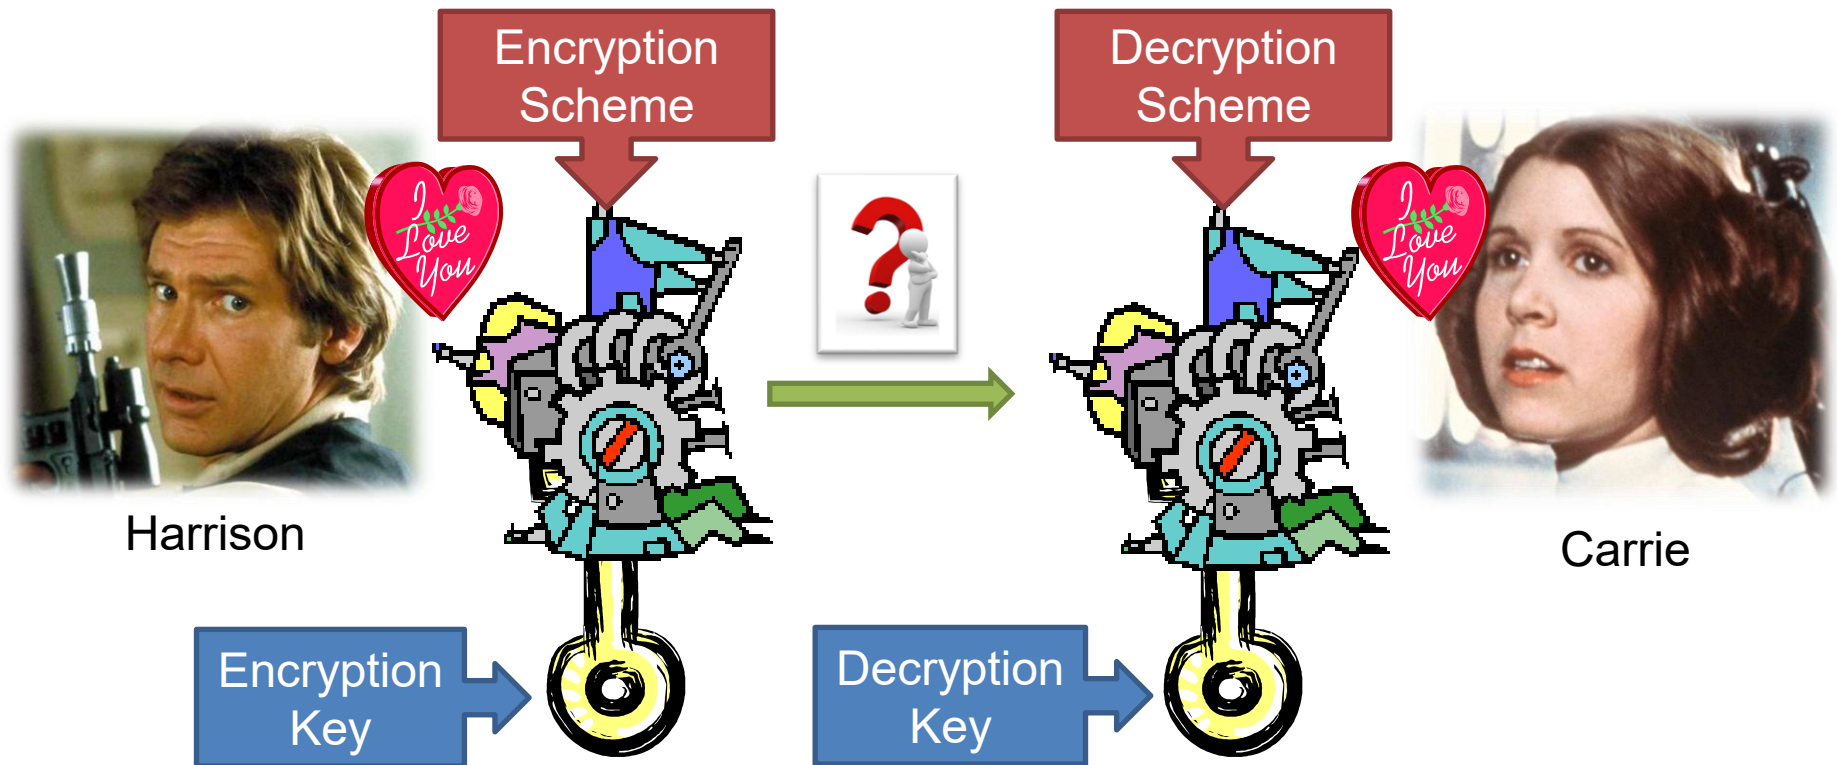 Encryption
Scheme
Decryption
Scheme
I
Love
You
I
Love
You
Harrison
Carrie
Encryption
Key
Decryption
Key